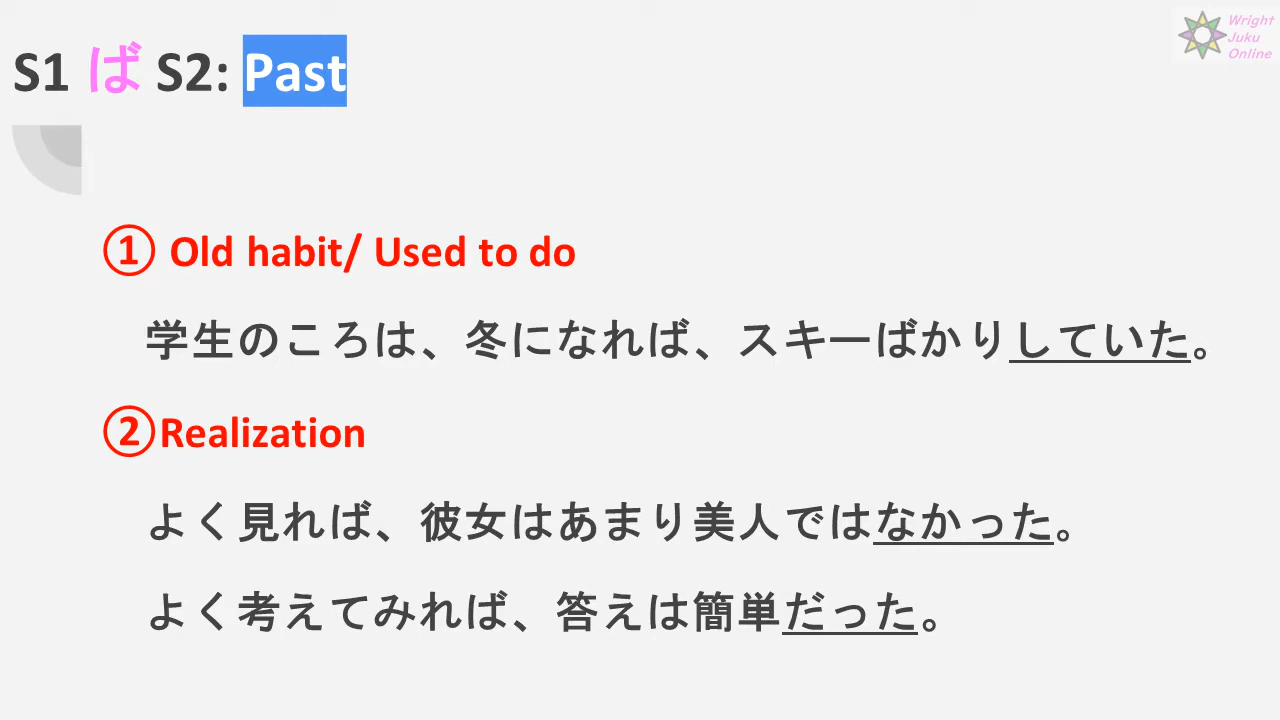 S1 ば S2: Past
Wright
Juku
Online
① Old habit/ Used to do
学生のころは、冬になれば、スキーばかりしていた。
②Realization
よく見れば、彼女はあまり美人ではなかった。
よく考えてみれば、答えは簡単だった。